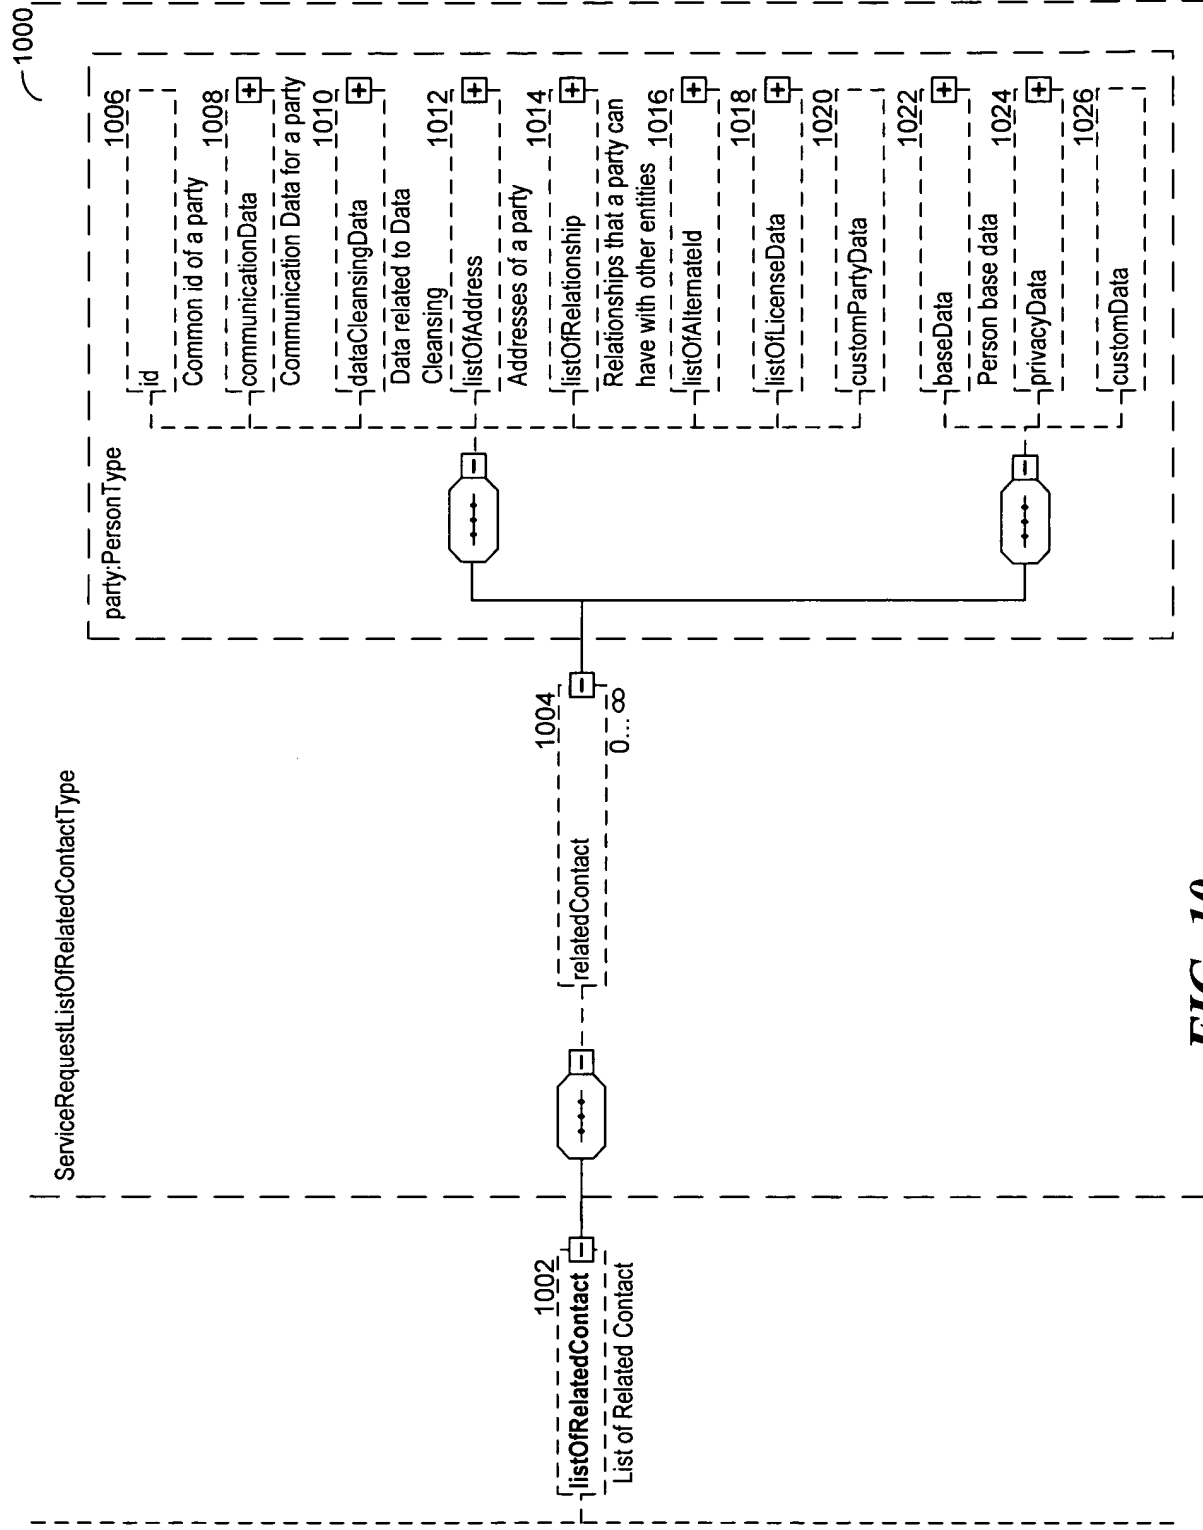 1000
ServiceRequestListOfRelatedContactType
party:PersonType
1002
listOfRelatedContact
List of Related Contact
1004
relatedContact
0... ∞
1006
id
Common id of a party
1008
communicationData
Communication Data for a party
1010
dataCleansingData
Data related to Data
Cleansing
1012
listOfAddress
Addresses of a party
1014
listOfRelationship
Relationships that a party can
have with other entities
1016
listOfAlternateId
1018
listOfLicenseData
1020
customPartyData
1022
baseData
Person base data
1024
privacyData
1026
customData
FIG. 10